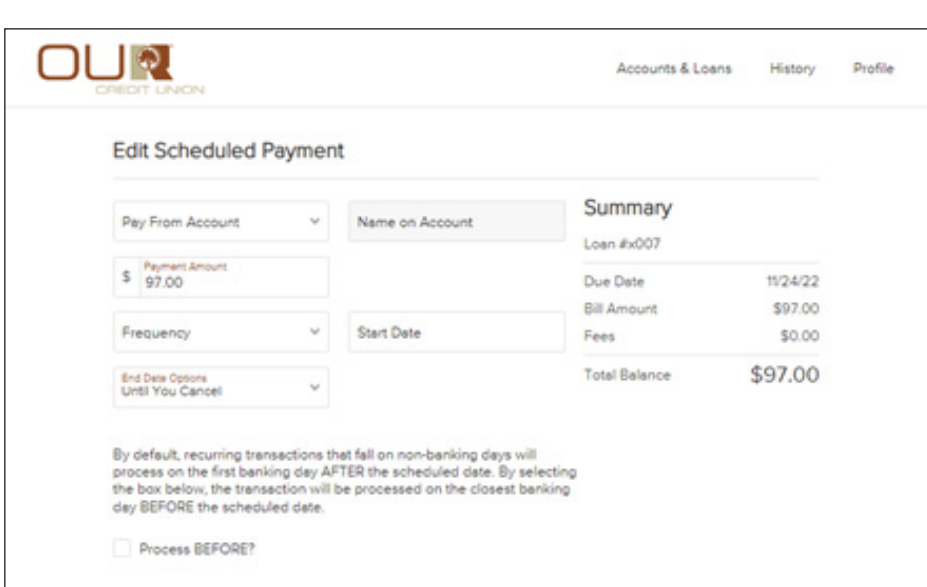 OUR
CREDIT UNION
Accounts & Loans History Profile
Edit Scheduled Payment
Pay From Account
Name on Account
$ Payment Amount
97.00
Frequency
Start Date
End Date Options
Until You Cancel
Summary
Loan #x007
Due Date 11/24/22
Bill Amount $97.00
Fees $0.00
Total Balance $97.00
By default, recurring transactions that fall on non-banking days will
process on the first banking day AFTER the scheduled date. By selecting
the box below, the transaction will be processed on the closest banking
day BEFORE the scheduled date.
Process BEFORE?